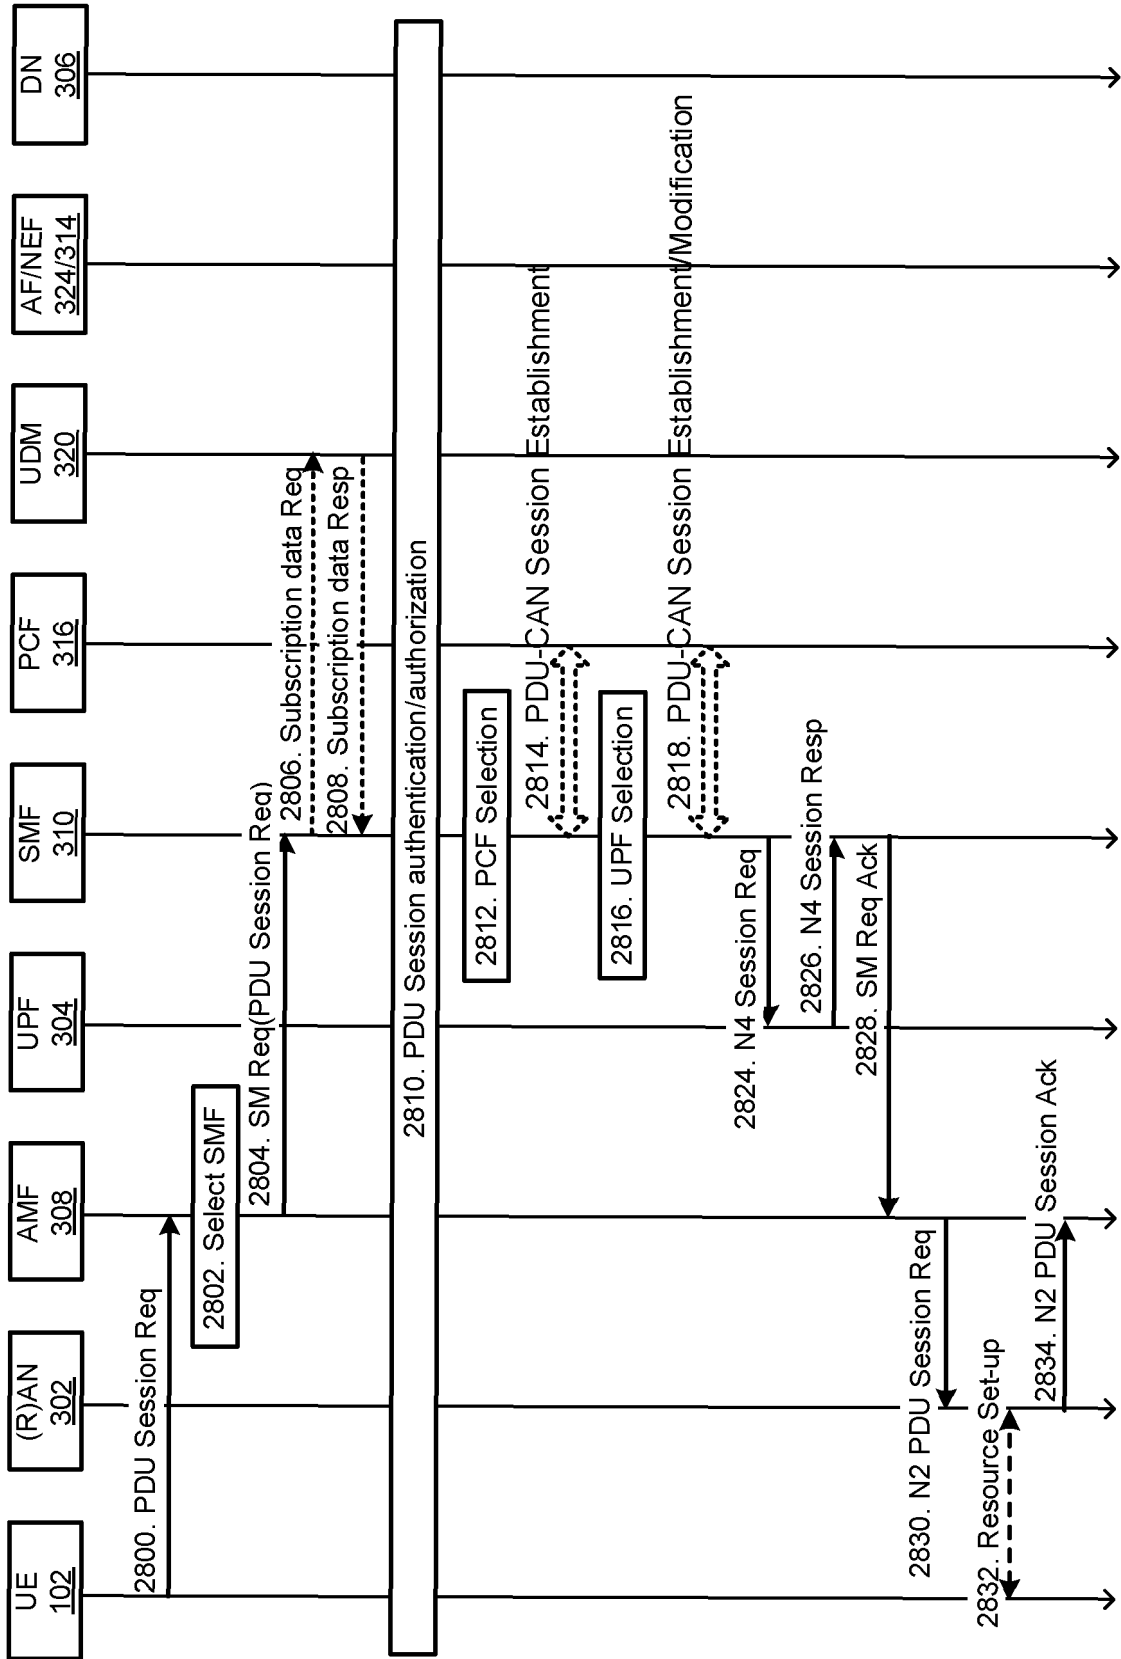 UE
102
(R)AN
302
AMF
308
UPF
304
SMF
310
PCF
316
UDM
320
AF/NEF
324/314
DN
306
2800. PDU Session Req
2802. Select SMF
2804. SM Req(PDU Session Req)
2806. Subscription data Req
2808. Subscription data Resp
2810. PDU Session authentication/authorization
2812. PCF Selection
2814. PDU-CAN Session Establishment
2816. UPF Selection
2818. PDU-CAN Session Establishment/Modification
2824. N4 Session Req
2826. N4 Session Resp
2828. SM Req Ack
2830. N2 PDU Session Req
2832. Resource Set-up
2834. N2 PDU Session Ack